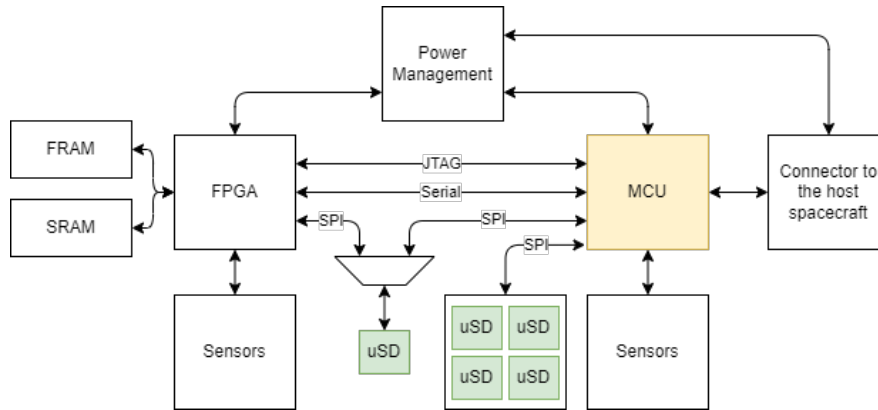 Power
Management
FRAM
SRAM
FPGA
JTAG
Serial
SPI
SPI
SPI
MCU
Connector to
the host
spacecraft
Sensors
uSD
uSD
uSD
uSD
uSD
Sensors